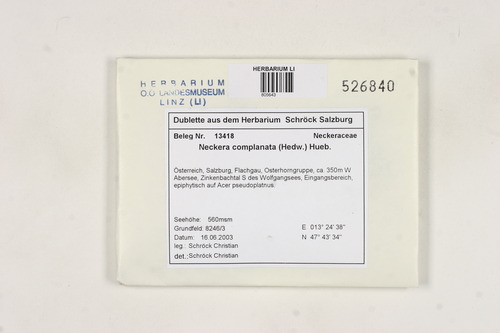 HERBARIUM LI
805843
HERBARIUM
O.Ö. LANDESMUSEUM
LINZ (LI)
526840
Dublette aus dem Herbarium Schröck Salzburg
Beleg Nr. 13418 Neckeraceae
Neckera complanata (Hedw.) Hueb.
Österreich, Salzburg, Flachgau, Osterhorngruppe, ca. 350m W
Abersee, Zinkenbachtal S des Wolfgangsees, Eingangsbereich,
epiphytisch auf Acer pseudoplatnus.
Seehöhe: 560msm
Grundfeld: 8246/3 E 013° 24' 38"
Datum: 16.06.2003 N 47° 43' 34"
leg.: Schröck Christian
det.: Schröck Christian